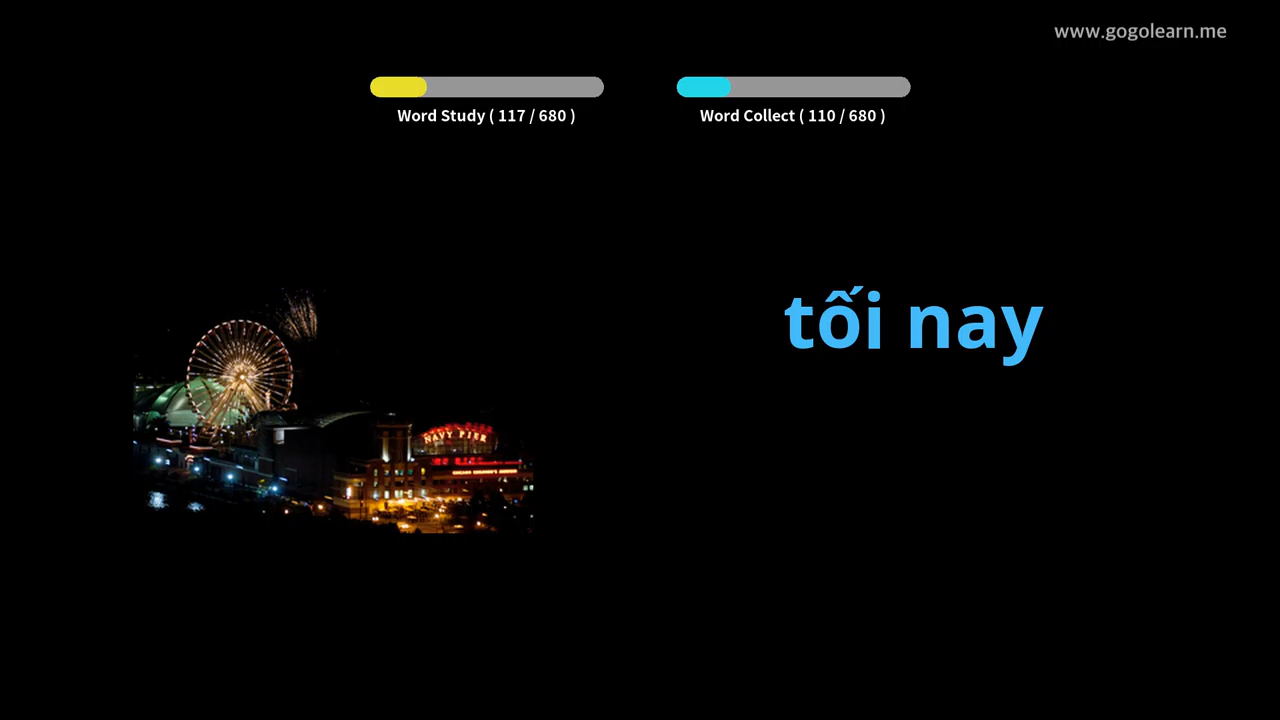 www.gogolearn.me
Word Study ( 117 / 680 )
Word Collect ( 110 / 680 )
tối nay
NAVY PIER